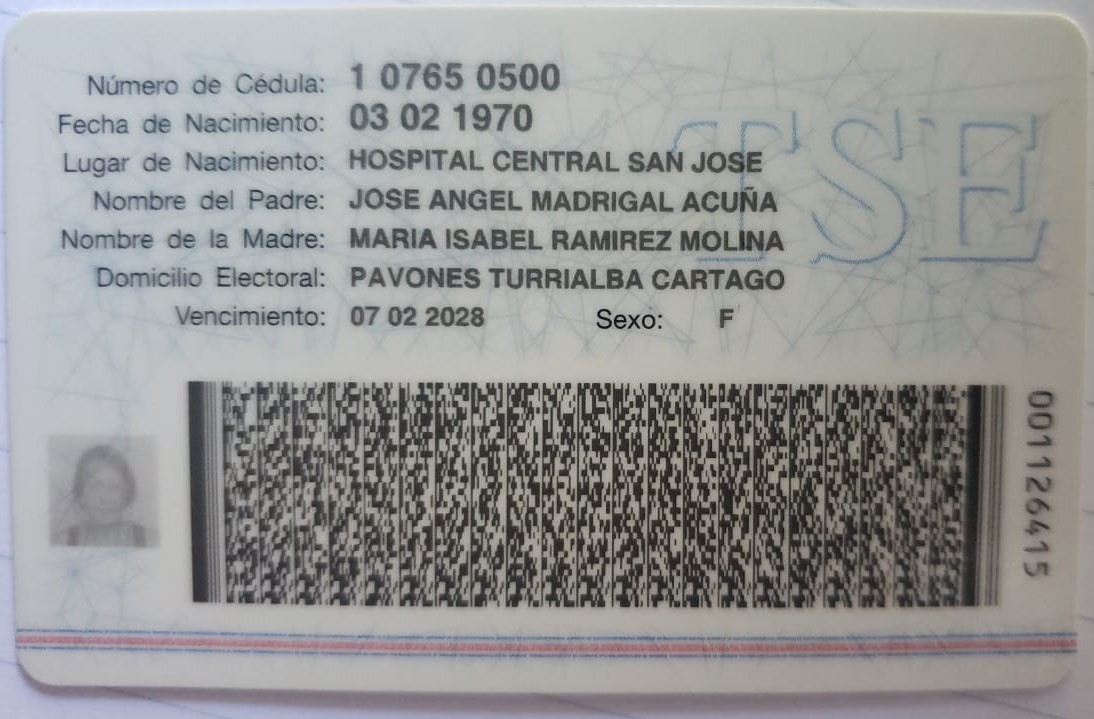 Número de Cédula: 1 0765 0500
Fecha de Nacimiento: 03 02 1970
Lugar de Nacimiento: HOSPITAL CENTRAL SAN JOSE
Nombre del Padre: JOSE ANGEL MADRIGAL ACUÑA
Nombre de la Madre: MARIA ISABEL RAMIREZ MOLINA
Domicilio Electoral: PAVONES TURRIALBA CARTAGO
Vencimiento: 07 02 2028 Sexo: F
TSE
001126415